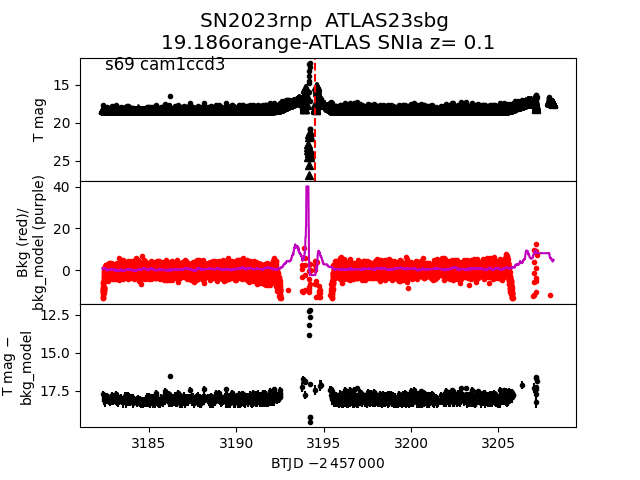 SN2023rnp  ATLAS23sbg
19.186orange-ATLAS SNIa z= 0.1
s69 cam1ccd3
T mag
15
20
25
Bkg (red)/
bkg_model (purple)
40
20
0
T mag −
bkg_model
12.5
15.0
17.5
3185 3190 3195 3200 3205
BTJD −2 457 000